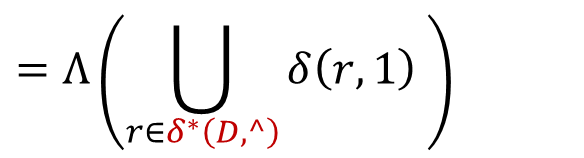 = Λ(⋃_{r∈δ*(D,^)} δ(r,1))